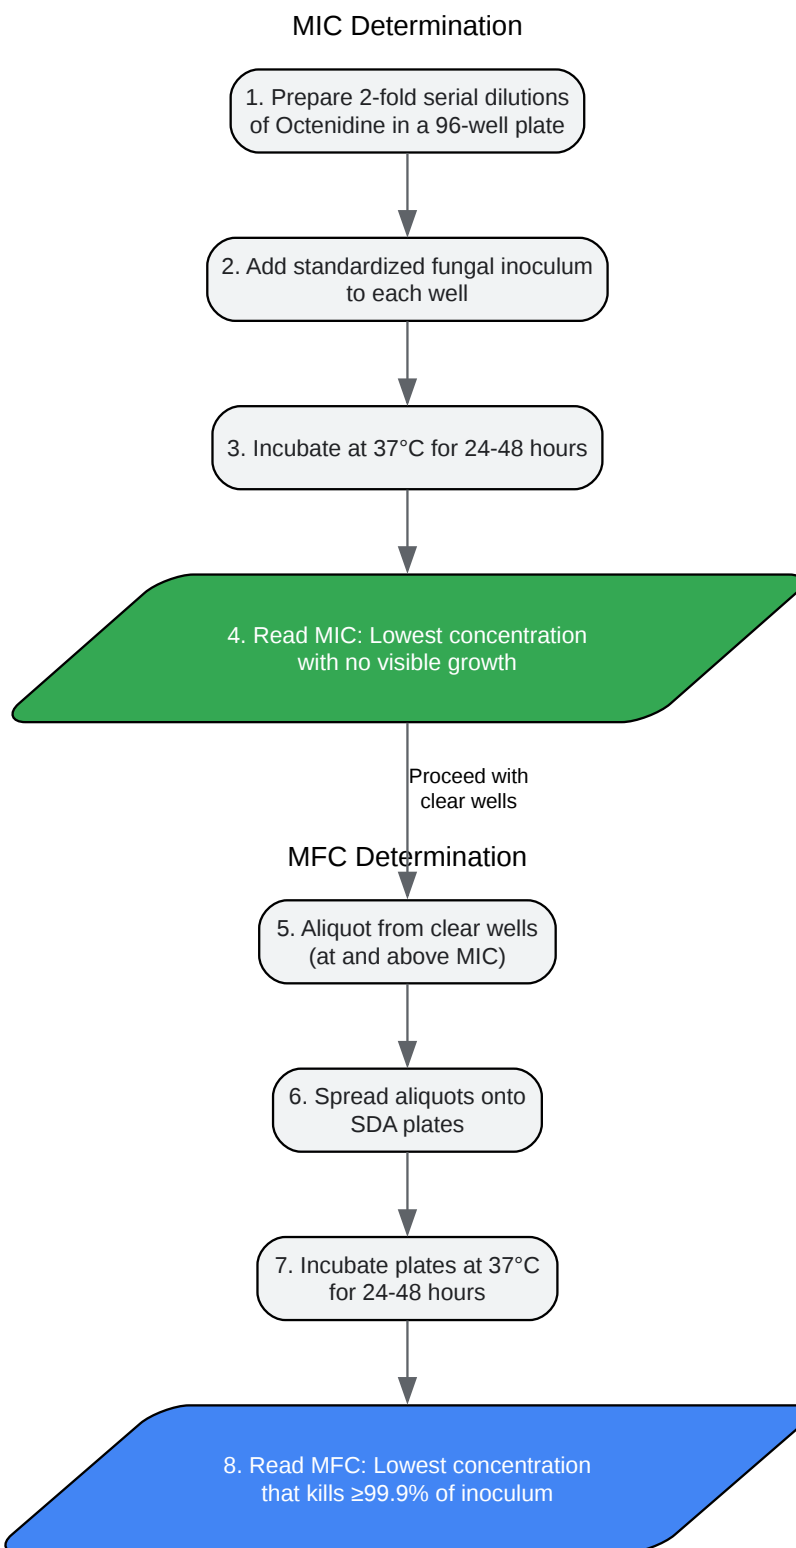 MIC Determination
1. Prepare 2-fold serial dilutions
of Octenidine in a 96-well plate
2. Add standardized fungal inoculum
to each well
3. Incubate at 37°C for 24-48 hours
4. Read MIC: Lowest concentration
with no visible growth
Proceed with
clear wells
MFC Determination
5. Aliquot from clear wells
(at and above MIC)
6. Spread aliquots onto
SDA plates
7. Incubate plates at 37°C
for 24-48 hours
8. Read MFC: Lowest concentration
that kills ≥99.9% of inoculum